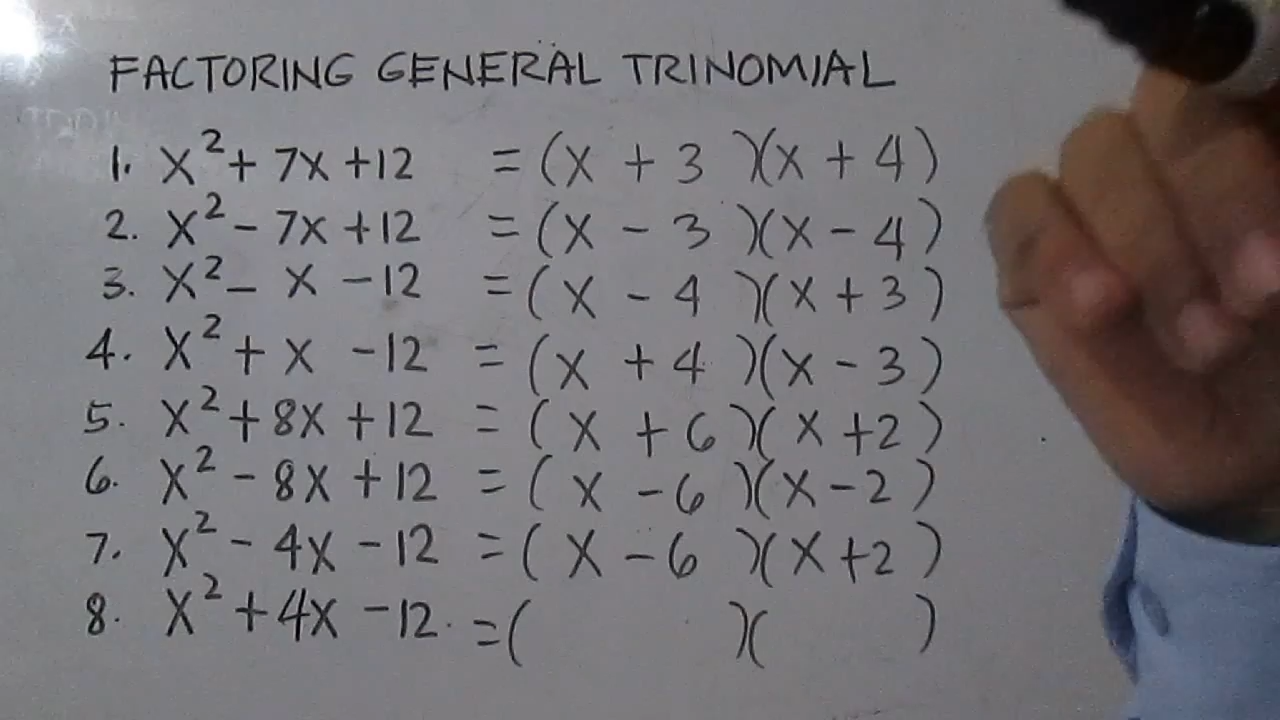 FACTORING GENERAL TRINOMIAL
1. x² + 7x + 12 = (x + 3)(x + 4)
2. x² - 7x + 12 = (x - 3)(x - 4)
3. x² - x - 12 = (x - 4)(x + 3)
4. x² + x - 12 = (x + 4)(x - 3)
5. x² + 8x + 12 = (x + 6)(x + 2)
6. x² - 8x + 12 = (x - 6)(x - 2)
7. x² - 4x - 12 = (x - 6)(x + 2)
8. x² + 4x - 12 = ( )( )